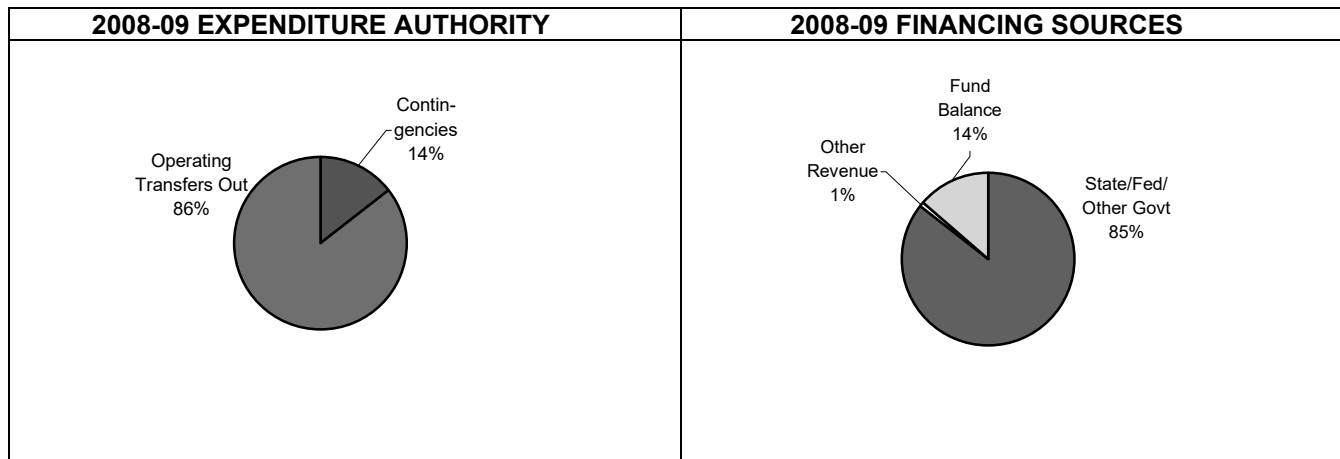 2008-09 EXPENDITURE AUTHORITY
Contin-
gencies
14%
Operating
Transfers Out
86%
2008-09 FINANCING SOURCES
Fund
Balance
14%
Other
Revenue
1%
State/Fed/
Other Govt
85%